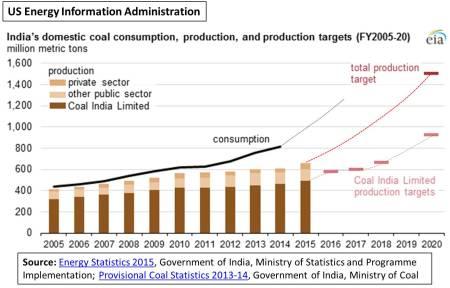 US Energy Information Administration
India's domestic coal consumption, production, and production targets (FY2005-20)
million metric tons
eia
1,600
1,400
1,200
1,000
800
600
400
200
0
production
private sector
other public sector
Coal India Limited
consumption
total production
target
Coal India Limited
production targets
2005 2006 2007 2008 2009 2010 2011 2012 2013 2014 2015 2016 2017 2018 2019 2020
Source: Energy Statistics 2015, Government of India, Ministry of Statistics and Programme
Implementation; Provisional Coal Statistics 2013-14, Government of India, Ministry of Coal